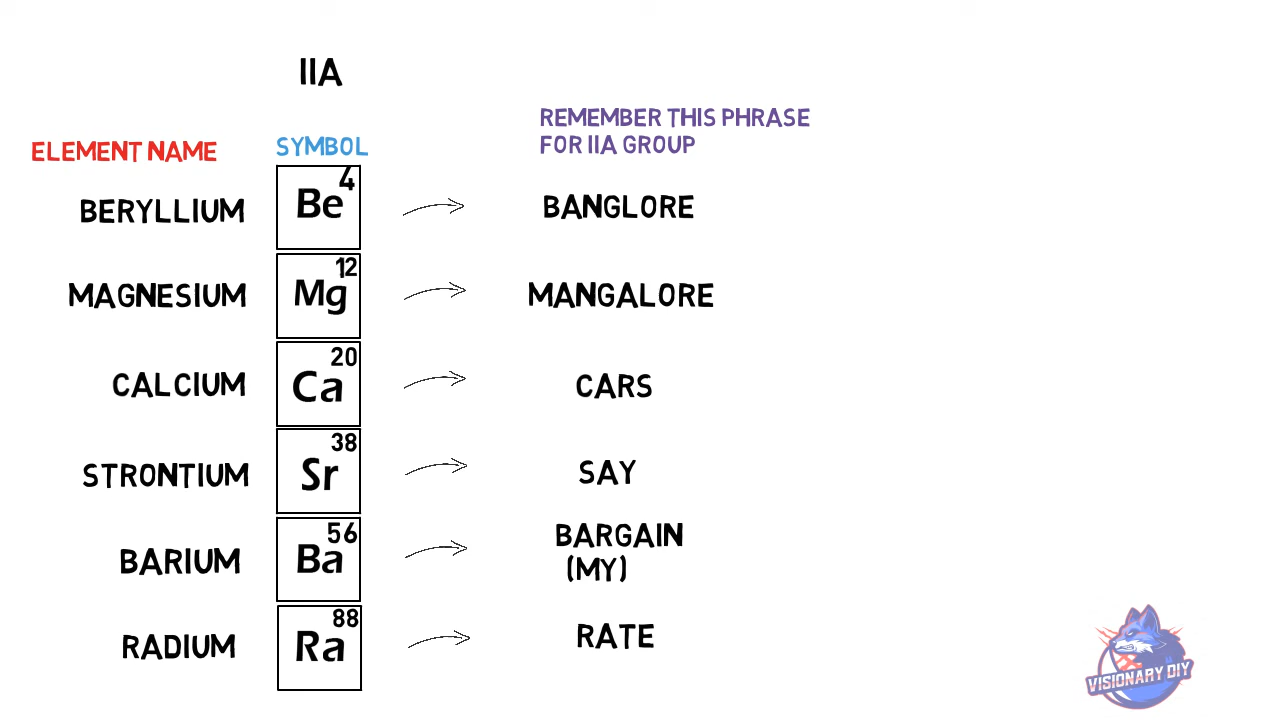 IIA
REMEMBER THIS PHRASE
FOR IIA GROUP
ELEMENT NAME SYMBOL
BERYLLIUM Be 4 BANGLORE
MAGNESIUM Mg 12 MANGALORE
CALCIUM Ca 20 CARS
STRONTIUM Sr 38 SAY
BARIUM Ba 56 BARGAIN
(MY)
RADIUM Ra 88 RATE
VISIONARY DIY